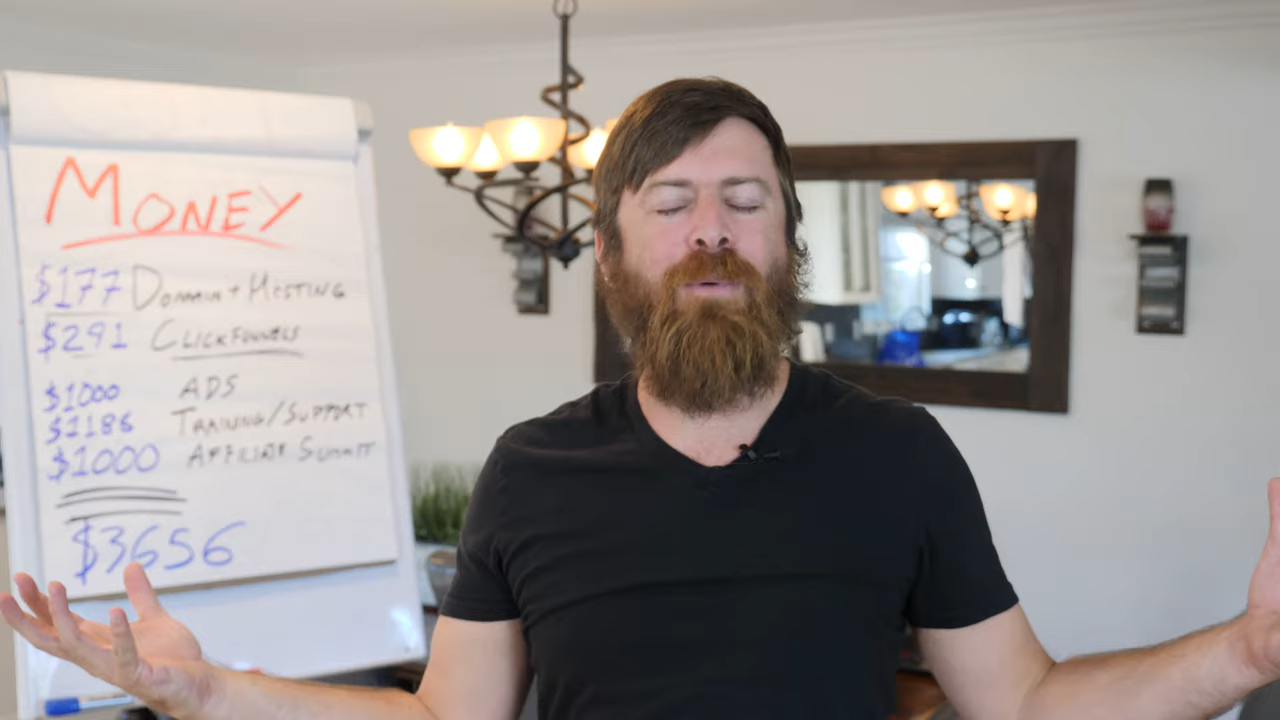 MONEY
$177 DOMAIN + HOSTING
$291 CLICKFUNNELS
$1000 ADS
$1186 TRAINING/SUPPORT
$1000 AFFILIATE SUMMIT
$3656